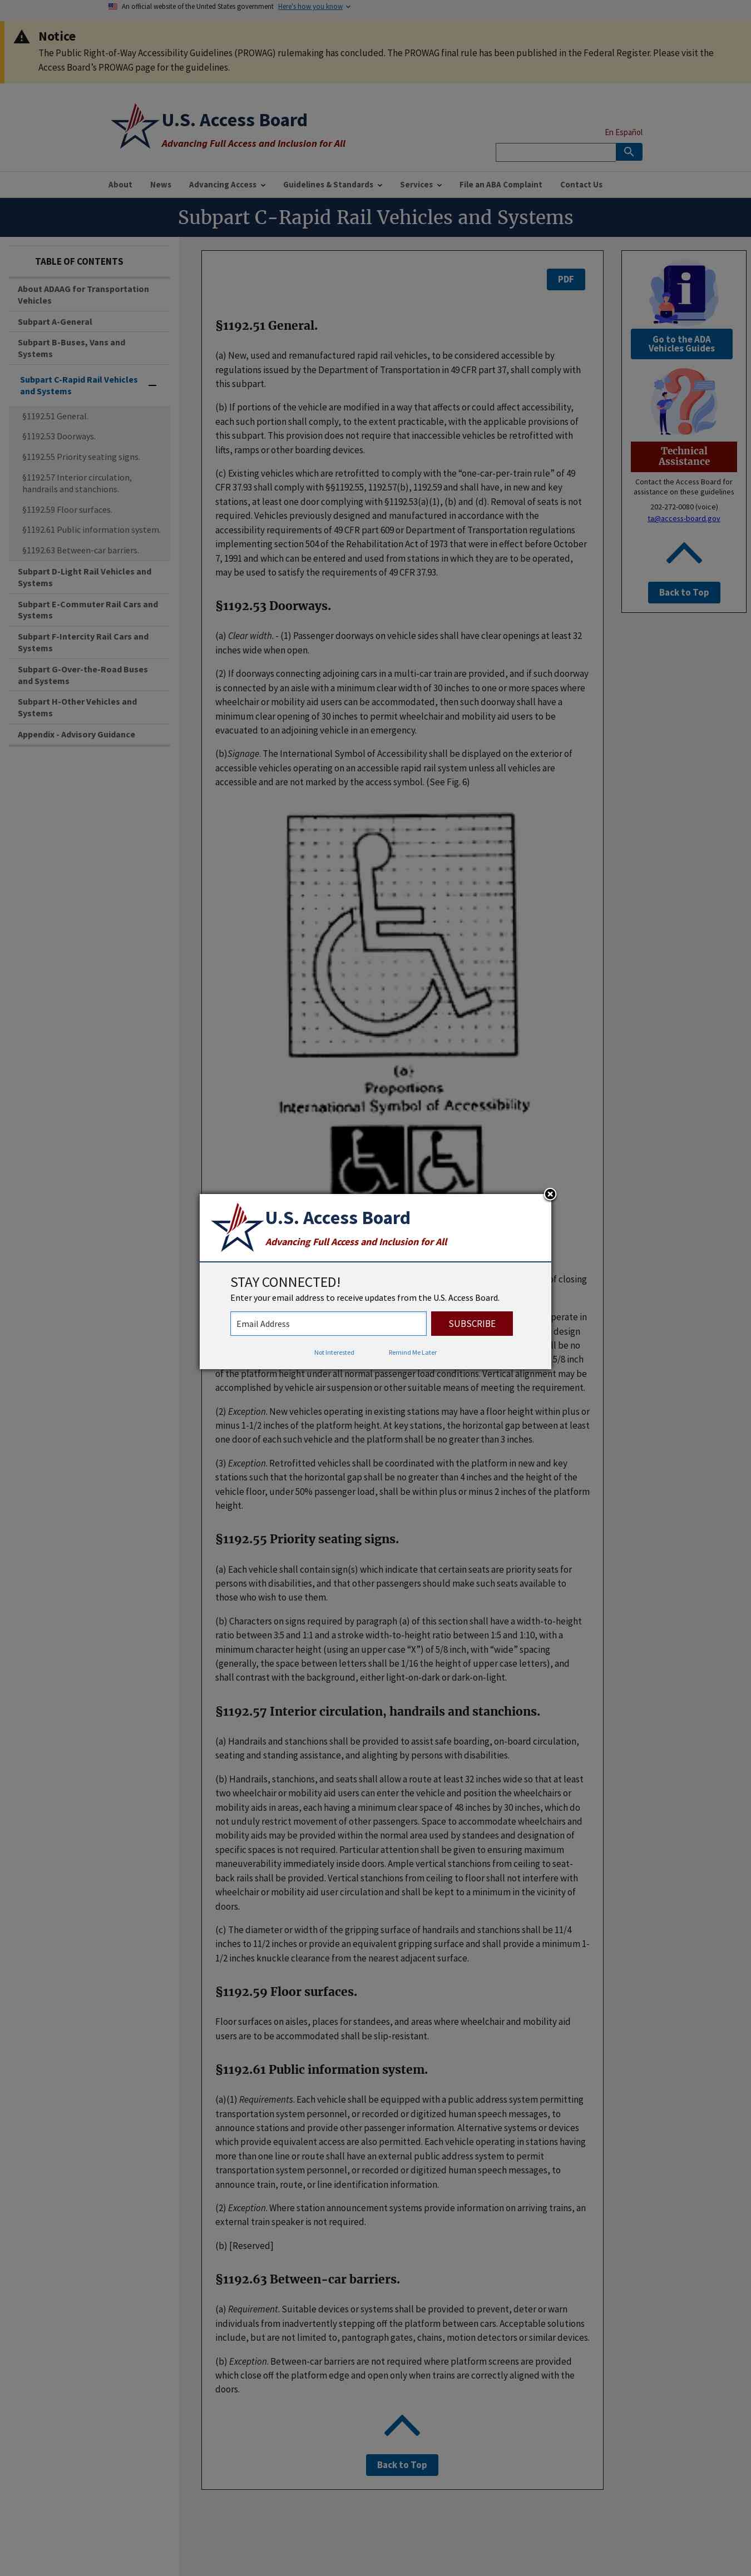 An official website of the United States government Here's how you know
Notice
The Public Right-of-Way Accessibility Guidelines (PROWAG) rulemaking has concluded. The PROWAG final rule has been published in the Federal Register. Please visit the
Access Board's PROWAG page for the guidelines.
U.S. Access Board
Advancing Full Access and Inclusion for All
En Español
About News Advancing Access Guidelines & Standards Services File an ABA Complaint Contact Us
Subpart C-Rapid Rail Vehicles and Systems
TABLE OF CONTENTS
About ADAAG for Transportation
Vehicles
Subpart A-General
Subpart B-Buses, Vans and
Systems
Subpart C-Rapid Rail Vehicles
and Systems
§1192.51 General.
§1192.53 Doorways.
§1192.55 Priority seating signs.
§1192.57 Interior circulation,
handrails and stanchions.
§1192.59 Floor surfaces.
§1192.61 Public information system.
§1192.63 Between-car barriers.
Subpart D-Light Rail Vehicles and
Systems
Subpart E-Commuter Rail Cars and
Systems
Subpart F-Intercity Rail Cars and
Systems
Subpart G-Over-the-Road Buses
and Systems
Subpart H-Other Vehicles and
Systems
Appendix - Advisory Guidance
PDF
§1192.51 General.
(a) New, used and remanufactured rapid rail vehicles, to be considered accessible by
regulations issued by the Department of Transportation in 49 CFR part 37, shall comply with
this subpart.
(b) If portions of the vehicle are modified in a way that affects or could affect accessibility,
each such portion shall comply, to the extent practicable, with the applicable provisions of
this subpart. This provision does not require that inaccessible vehicles be retrofitted with
lifts, ramps or other boarding devices.
(c) Existing vehicles which are retrofitted to comply with the “one-car-per-train rule” of 49
CFR 37.93 shall comply with §§1192.55, 1192.57(b), 1192.59 and shall have, in new and key
stations, at least one door complying with §1192.53(a)(1), (b) and (d). Removal of seats is not
required. Vehicles previously designed and manufactured in accordance with the
accessibility requirements of 49 CFR part 609 or Department of Transportation regulations
implementing section 504 of the Rehabilitation Act of 1973 that were in effect before October
7, 1991 and which can be entered and used from stations in which they are to be operated,
may be used to satisfy the requirements of 49 CFR 37.93.
§1192.53 Doorways.
(a) Clear width. - (1) Passenger doorways on vehicle sides shall have clear openings at least 32
inches wide when open.
(2) If doorways connecting adjoining cars in a multi-car train are provided, and if such doorway
is connected by an aisle with a minimum clear width of 30 inches to one or more spaces where
wheelchair or mobility aid users can be accommodated, then such doorway shall have a
minimum clear opening of 30 inches to permit wheelchair and mobility aid users to be
evacuated to an adjoining vehicle in an emergency.
(b)Signage. The International Symbol of Accessibility shall be displayed on the exterior of
accessible vehicles operating on an accessible rapid rail system unless all vehicles are
accessible and are not marked by the access symbol. (See Fig. 6)
(a)
Proportions
International Symbol of Accessibility
of closing
U.S. Access Board
Advancing Full Access and Inclusion for All
STAY CONNECTED!
Enter your email address to receive updates from the U.S. Access Board.
Email Address
SUBSCRIBE
Not Interested Remind Me Later
erate in
design
ll be no
5/8 inch
of the platform height under all normal passenger load conditions. Vertical alignment may be
accomplished by vehicle air suspension or other suitable means of meeting the requirement.
(2) Exception. New vehicles operating in existing stations may have a floor height within plus or
minus 1-1/2 inches of the platform height. At key stations, the horizontal gap between at least
one door of each such vehicle and the platform shall be no greater than 3 inches.
(3) Exception. Retrofitted vehicles shall be coordinated with the platform in new and key
stations such that the horizontal gap shall be no greater than 4 inches and the height of the
vehicle floor, under 50% passenger load, shall be within plus or minus 2 inches of the platform
height.
§1192.55 Priority seating signs.
(a) Each vehicle shall contain sign(s) which indicate that certain seats are priority seats for
persons with disabilities, and that other passengers should make such seats available to
those who wish to use them.
(b) Characters on signs required by paragraph (a) of this section shall have a width-to-height
ratio between 3:5 and 1:1 and a stroke width-to-height ratio between 1:5 and 1:10, with a
minimum character height (using an upper case “X”) of 5/8 inch, with “wide” spacing
(generally, the space between letters shall be 1/16 the height of upper case letters), and
shall contrast with the background, either light-on-dark or dark-on-light.
§1192.57 Interior circulation, handrails and stanchions.
(a) Handrails and stanchions shall be provided to assist safe boarding, on-board circulation,
seating and standing assistance, and alighting by persons with disabilities.
(b) Handrails, stanchions, and seats shall allow a route at least 32 inches wide so that at least
two wheelchair or mobility aid users can enter the vehicle and position the wheelchairs or
mobility aids in areas, each having a minimum clear space of 48 inches by 30 inches, which do
not unduly restrict movement of other passengers. Space to accommodate wheelchairs and
mobility aids may be provided within the normal area used by standees and designation of
specific spaces is not required. Particular attention shall be given to ensuring maximum
maneuverability immediately inside doors. Ample vertical stanchions from ceiling to seat-
back rails shall be provided. Vertical stanchions from ceiling to floor shall not interfere with
wheelchair or mobility aid user circulation and shall be kept to a minimum in the vicinity of
doors.
(c) The diameter or width of the gripping surface of handrails and stanchions shall be 11/4
inches to 11/2 inches or provide an equivalent gripping surface and shall provide a minimum 1-
1/2 inches knuckle clearance from the nearest adjacent surface.
§1192.59 Floor surfaces.
Floor surfaces on aisles, places for standees, and areas where wheelchair and mobility aid
users are to be accommodated shall be slip-resistant.
§1192.61 Public information system.
(a)(1) Requirements. Each vehicle shall be equipped with a public address system permitting
transportation system personnel, or recorded or digitized human speech messages, to
announce stations and provide other passenger information. Alternative systems or devices
which provide equivalent access are also permitted. Each vehicle operating in stations having
more than one line or route shall have an external public address system to permit
transportation system personnel, or recorded or digitized human speech messages, to
announce train, route, or line identification information.
(2) Exception. Where station announcement systems provide information on arriving trains, an
external train speaker is not required.
(b) [Reserved]
§1192.63 Between-car barriers.
(a) Requirement. Suitable devices or systems shall be provided to prevent, deter or warn
individuals from inadvertently stepping off the platform between cars. Acceptable solutions
include, but are not limited to, pantograph gates, chains, motion detectors or similar devices.
(b) Exception. Between-car barriers are not required where platform screens are provided
which close off the platform edge and open only when trains are correctly aligned with the
doors.
Back to Top
Go to the ADA
Vehicles Guides
Technical
Assistance
Contact the Access Board for
assistance on these guidelines
202-272-0080 (voice)
ta@access-board.gov
Back to Top